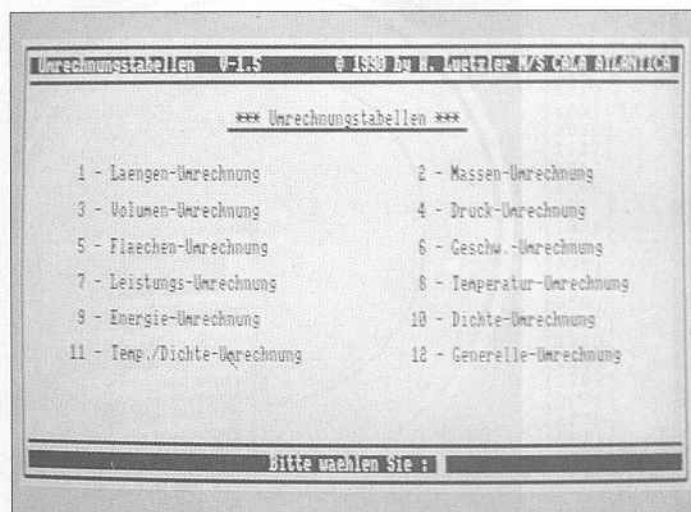 Umrechnungstabellen V-1.5 @ 1990 by H. Luetzler M/S CALA ATLANTICA
*** Umrechnungstabellen ***
1 - Laengen-Umrechnung 2 - Massen-Umrechnung
3 - Volumen-Umrechnung 4 - Druck-Umrechnung
5 - Flaechen-Umrechnung 6 - Geschw.-Umrechnung
7 - Leistungs-Umrechnung 8 - Temperatur-Umrechnung
9 - Energie-Umrechnung 10 - Dichte-Umrechnung
11 - Temp./Dichte-Umrechnung 12 - Generelle-Umrechnung
Bitte waehlen Sie :